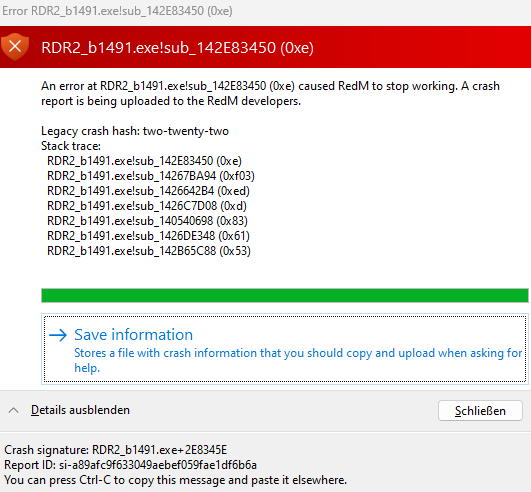 Error RDR2_b1491.exe!sub_142E83450 (0xe)
RDR2_b1491.exe!sub_142E83450 (0xe)
An error at RDR2_b1491.exe!sub_142E83450 (0xe) caused RedM to stop working. A crash
report is being uploaded to the RedM developers.
Legacy crash hash: two-twenty-two
Stack trace:
RDR2_b1491.exe!sub_142E83450 (0xe)
RDR2_b1491.exe!sub_14267BA94 (0xf03)
RDR2_b1491.exe!sub_1426642B4 (0xed)
RDR2_b1491.exe!sub_1426C7D08 (0xd)
RDR2_b1491.exe!sub_140540698 (0x83)
RDR2_b1491.exe!sub_1426DE348 (0x61)
RDR2_b1491.exe!sub_142B65C88 (0x53)
Save information
Stores a file with crash information that you should copy and upload when asking for
help.
Details ausblenden
Schließen
Crash signature: RDR2_b1491.exe+2E8345E
Report ID: si-a89afc9f633049aebef059fae1df6b6a
You can press Ctrl-C to copy this message and paste it elsewhere.